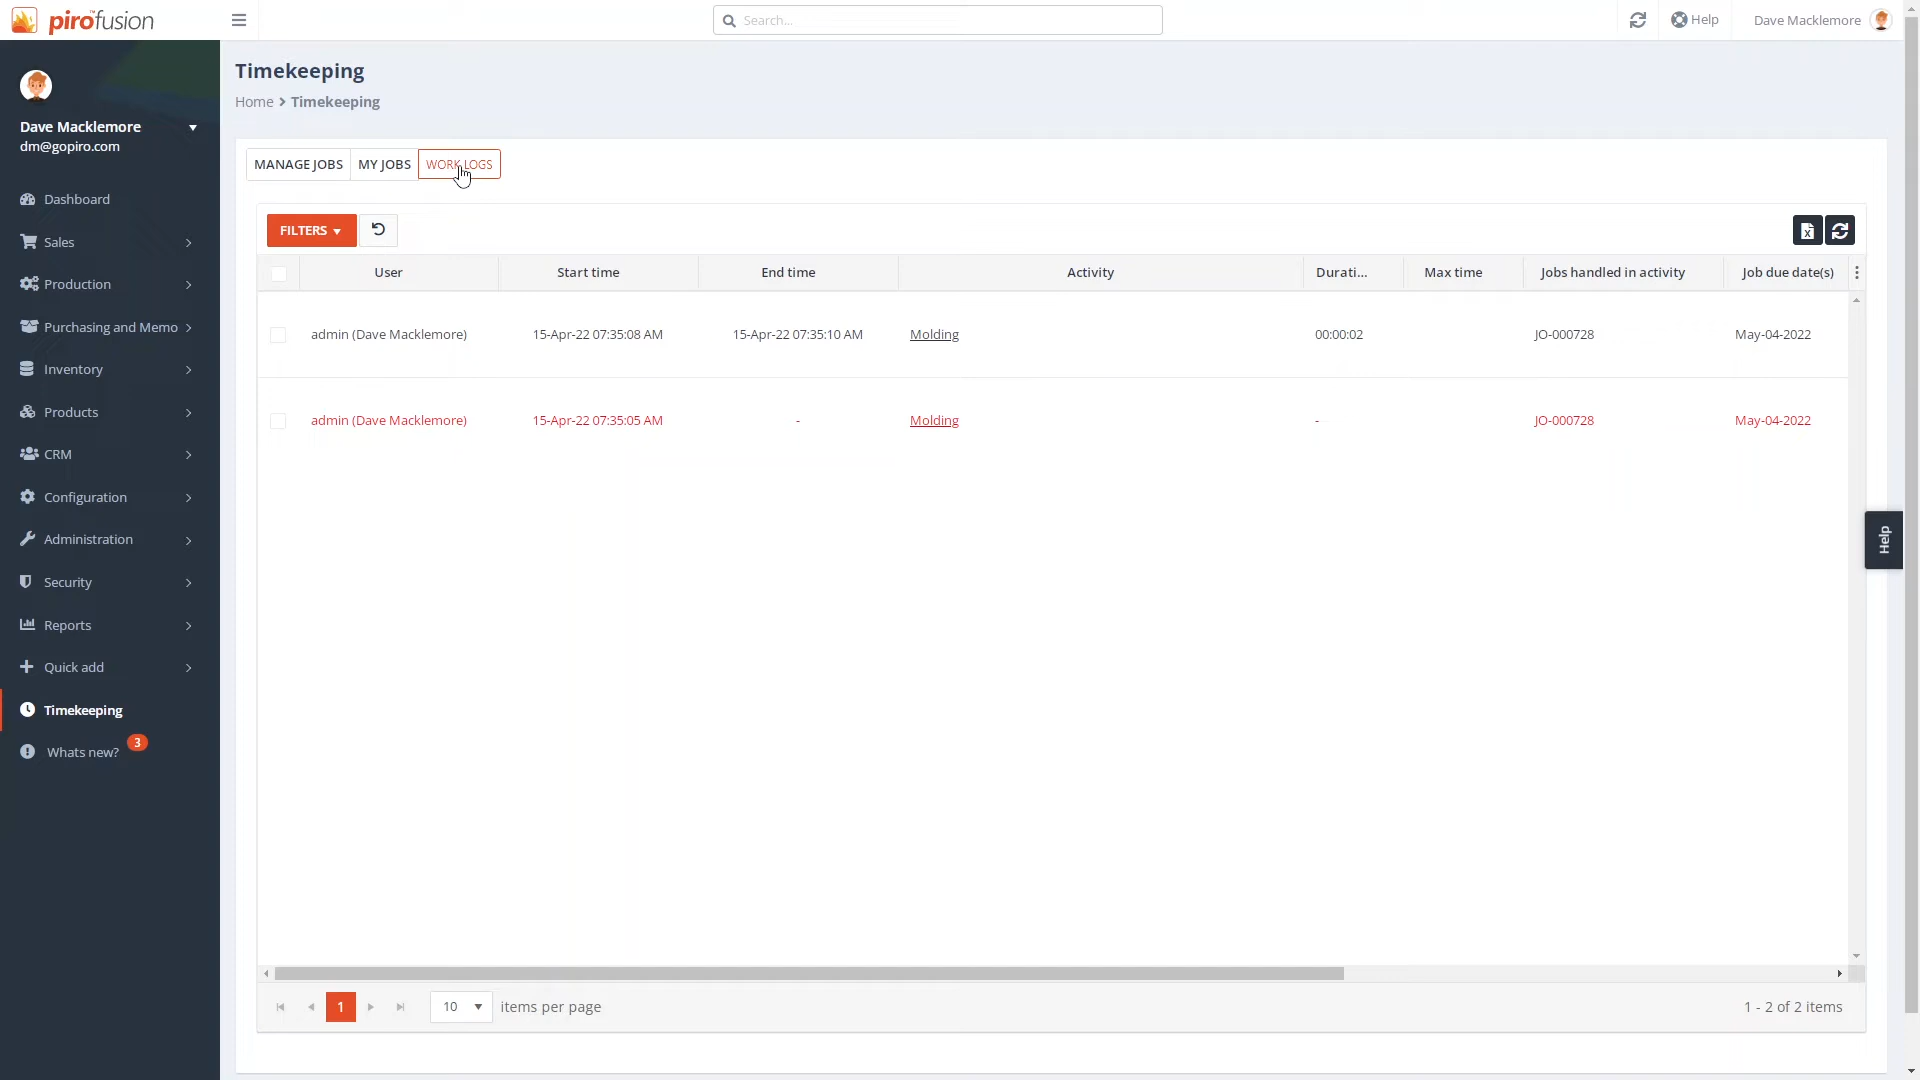 pirofusion
Search...
Help
Dave Macklemore
Dave Macklemore
dm@gopiro.com
Dashboard
Sales
Production
Purchasing and Memo
Inventory
Products
CRM
Configuration
Administration
Security
Reports
Quick add
Timekeeping
Whats new? 3
Timekeeping
Home > Timekeeping
MANAGE JOBS MY JOBS WORK LOGS
FILTERS
User Start time End time Activity Durati... Max time Jobs handled in activity Job due date(s)
admin (Dave Macklemore) 15-Apr-22 07:35:08 AM 15-Apr-22 07:35:10 AM Molding 00:00:02 JO-000728 May-04-2022
admin (Dave Macklemore) 15-Apr-22 07:35:05 AM - Molding - JO-000728 May-04-2022
Help
1 10 items per page 1 - 2 of 2 items